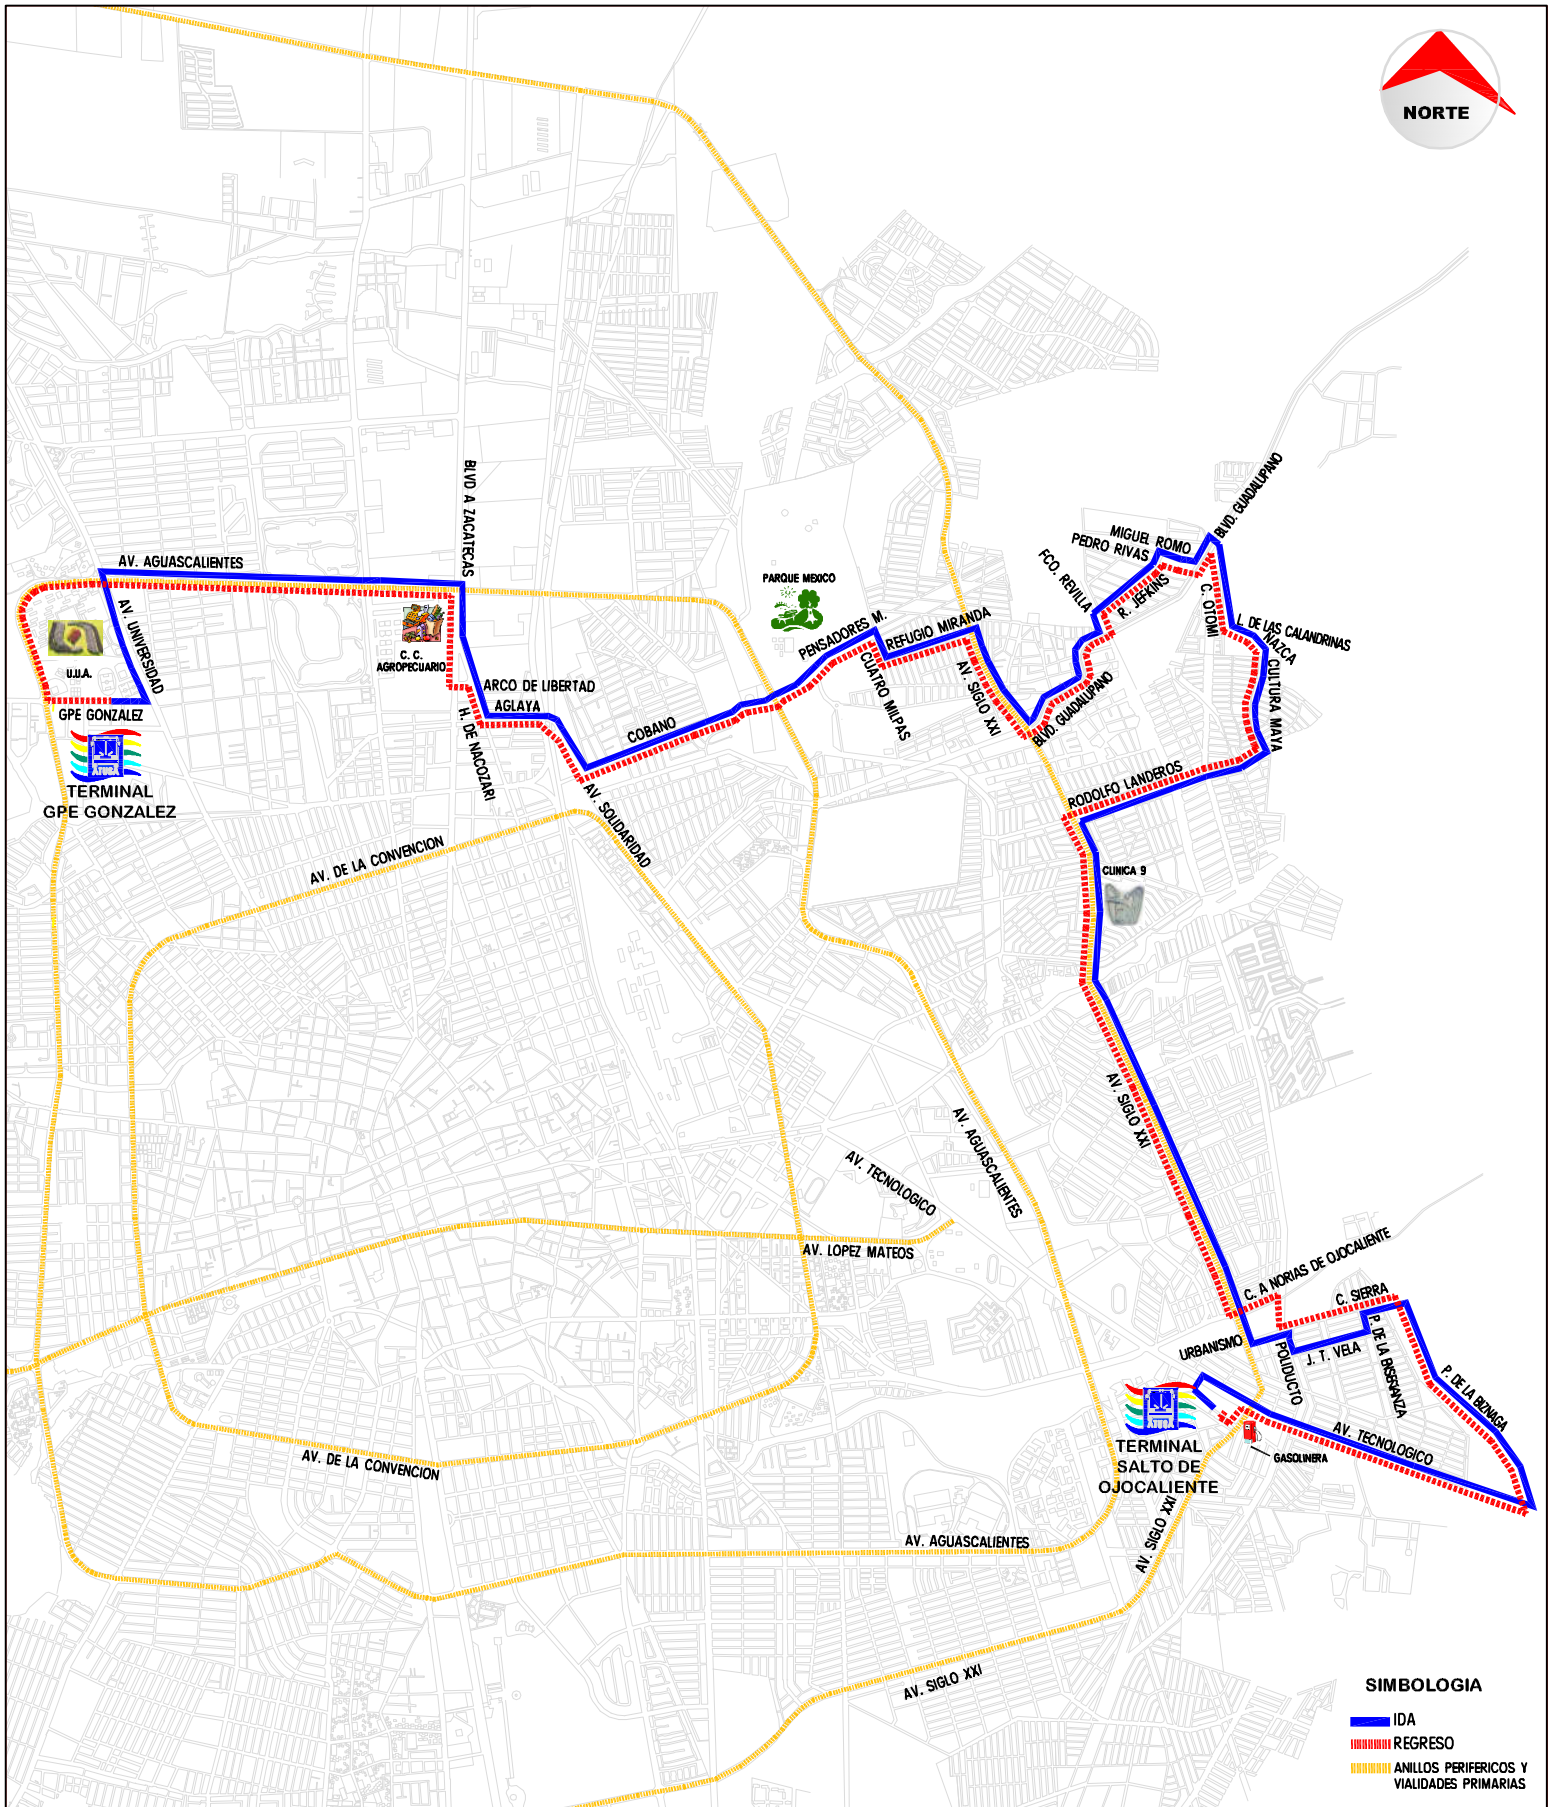 NORTE
BLVD A ZACATECAS
BLVD. GUADALUPANO
MIGUEL ROMO
PEDRO RIVAS
AV. AGUASCALIENTES
FCO. REVILLA
R. JEFKINS
C. OTOMI
PARQUE MEXICO
AV. UNIVERSIDAD
PENSADORES M.
REFUGIO MIRANDA
L. DE LAS CALANDRINAS
NAZCA
C. C.
AGROPECUARIO
U.U.A.
CUATRO MILPAS
AV. SIGLO XXI
CULTURA MAYA
ARCO DE LIBERTAD
AGLAYA
GPE GONZALEZ
H. DE NACOZARI
COBANO
BLVD. GUADALUPANO
ATUSA
TERMINAL
GPE GONZALEZ
AV. SOLIDARIDAD
RODOLFO LANDEROS
AV. DE LA CONVENCION
CLINICA 9
AV. SIGLO XXI
AV. AGUASCALIENTES
AV. TECNOLOGICO
AV. LOPEZ MATEOS
C. A NORIAS DE OJOCALIENTE
C. SIERRA
URBANISMO
POLIDUCTO
J. T. VELA
P. DE LA BIZNAGA
ATUSA
TERMINAL
SALTO DE
OJOCALIENTE
AV. TECNOLOGICO
GASOLINERA
AV. DE LA CONVENCION
AV. SIGLO XXI
AV. AGUASCALIENTES
AV. SIGLO XXI
SIMBOLOGIA
IDA
REGRESO
ANILLOS PERIFERICOS Y
VIALIDADES PRIMARIAS